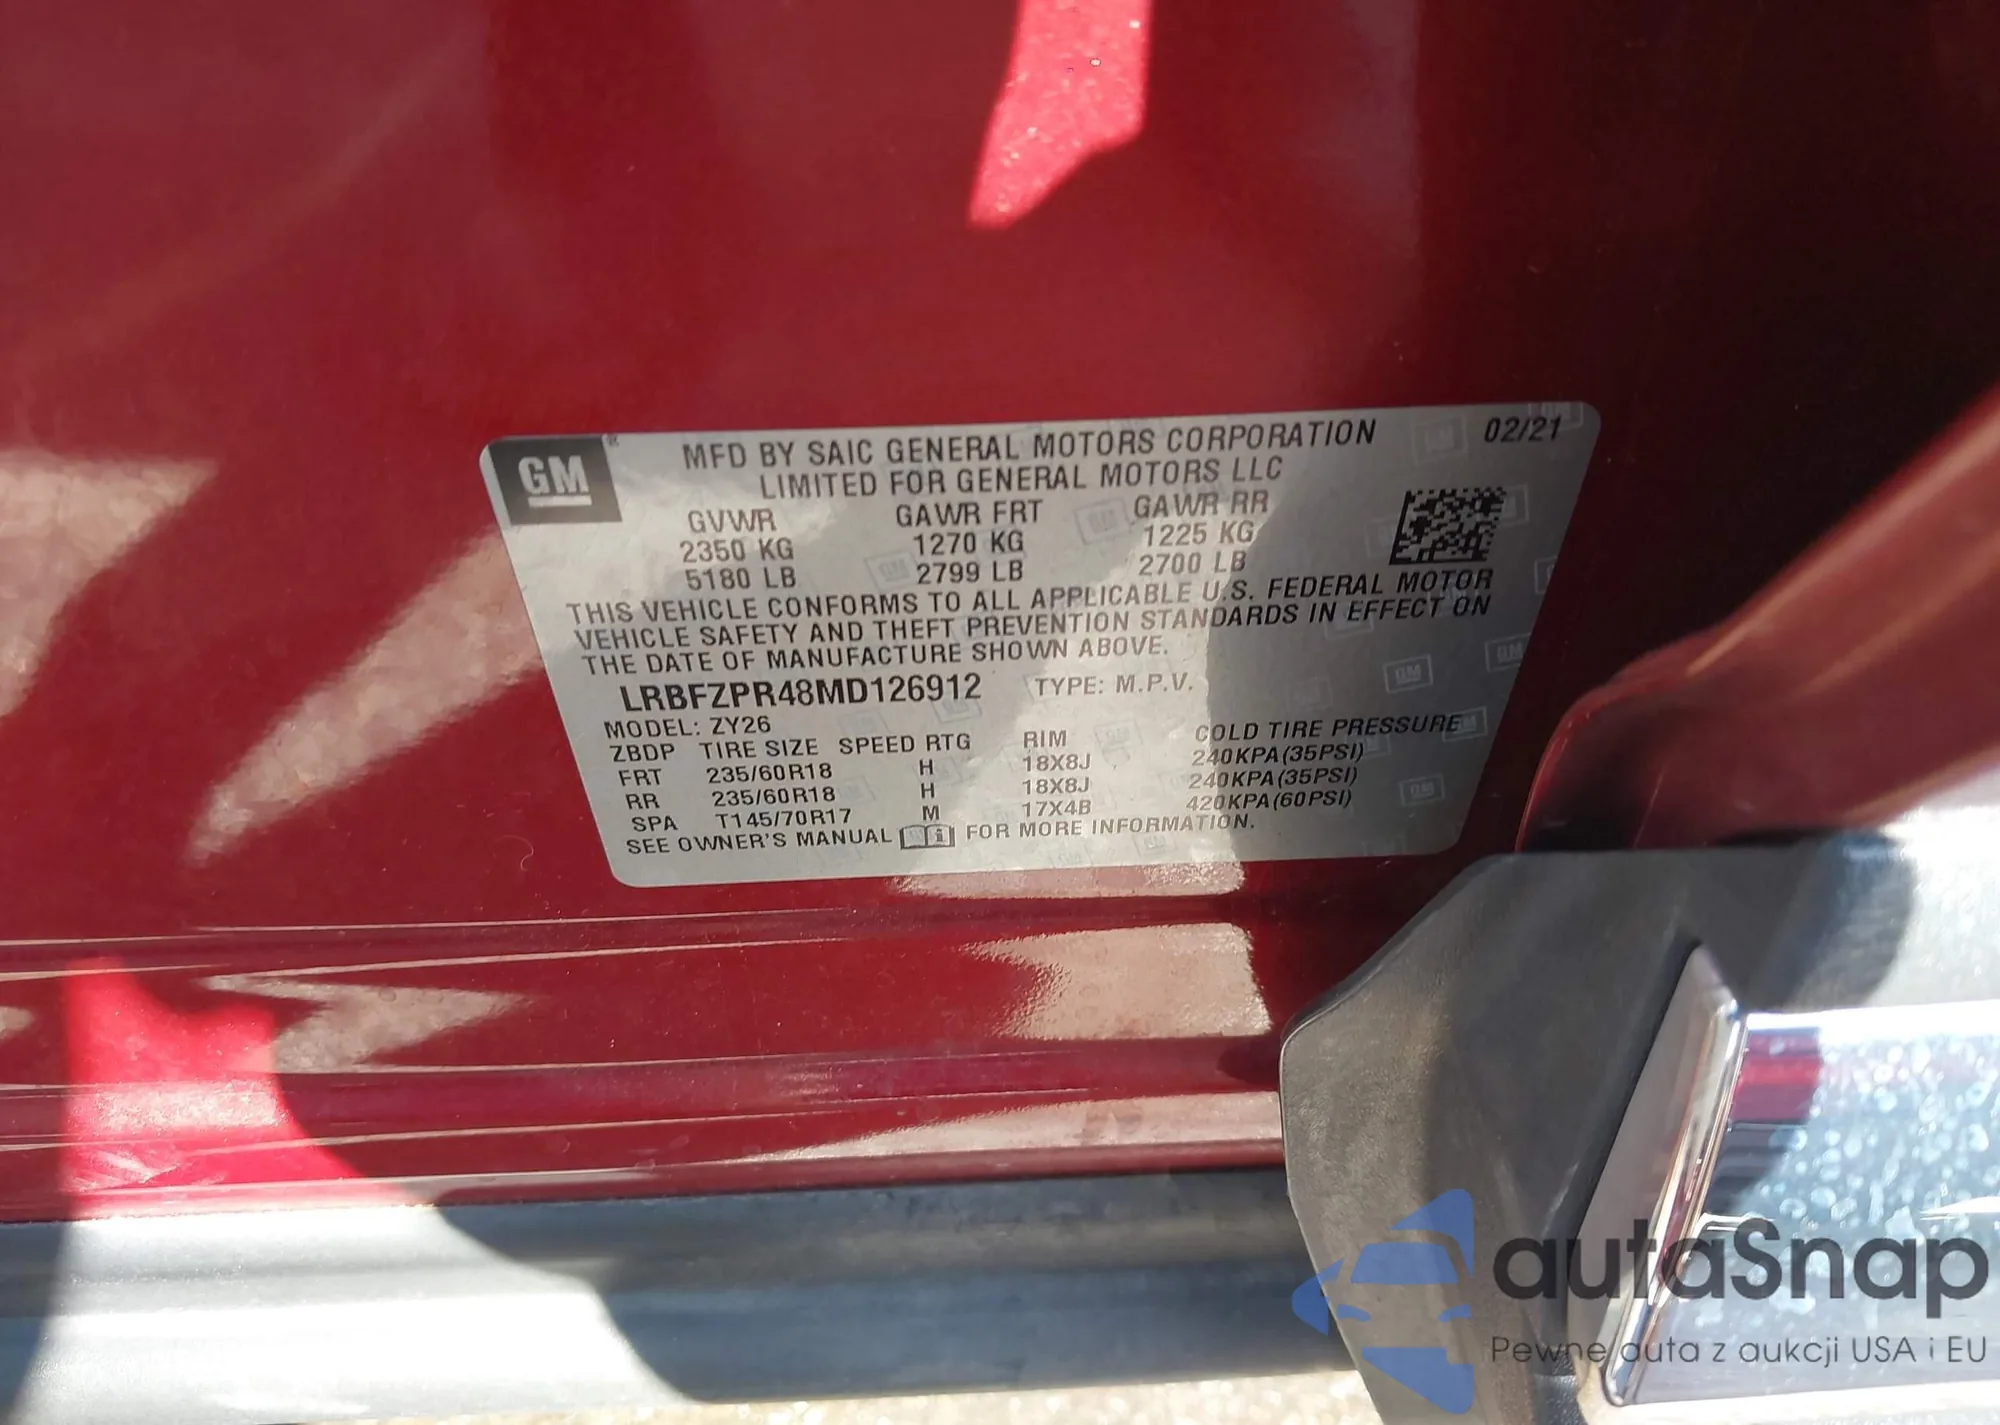 GM ® MFD BY SAIC GENERAL MOTORS CORPORATION 02/21
LIMITED FOR GENERAL MOTORS LLC
GVWR GAWR FRT GAWR RR
2350 KG 1270 KG 1225 KG
5180 LB 2799 LB 2700 LB
THIS VEHICLE CONFORMS TO ALL APPLICABLE U.S. FEDERAL MOTOR
VEHICLE SAFETY AND THEFT PREVENTION STANDARDS IN EFFECT ON
THE DATE OF MANUFACTURE SHOWN ABOVE.
LRBFZPR48MD126912 TYPE: M.P.V.
MODEL: ZY26
ZBDP TIRE SIZE SPEED RTG RIM COLD TIRE PRESSURE
FRT 235/60R18 H 18X8J 240KPA(35PSI)
RR 235/60R18 H 18X8J 240KPA(35PSI)
SPA T145/70R17 M 17X4B 420KPA(60PSI)
SEE OWNER'S MANUAL FOR MORE INFORMATION.
autaSnap
Pewne auta z aukcji USA i EU